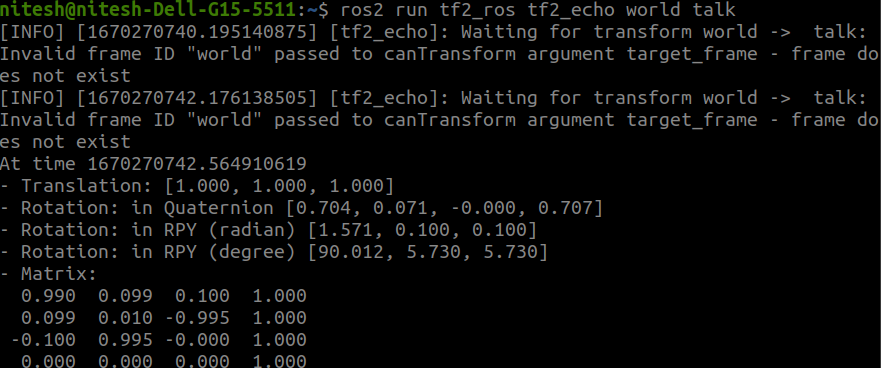 nitesh@nitesh-Dell-G15-5511:~$ ros2 run tf2_ros tf2_echo world talk
[INFO] [1670270740.195140875] [tf2_echo]: Waiting for transform world ->  talk:
Invalid frame ID "world" passed to canTransform argument target_frame - frame do
es not exist
[INFO] [1670270742.176138505] [tf2_echo]: Waiting for transform world ->  talk:
Invalid frame ID "world" passed to canTransform argument target_frame - frame do
es not exist
At time 1670270742.564910619
- Translation: [1.000, 1.000, 1.000]
- Rotation: in Quaternion [0.704, 0.071, -0.000, 0.707]
- Rotation: in RPY (radian) [1.571, 0.100, 0.100]
- Rotation: in RPY (degree) [90.012, 5.730, 5.730]
- Matrix:
  0.990  0.099  0.100  1.000
  0.099  0.010 -0.995  1.000
 -0.100  0.995 -0.000  1.000
  0.000  0.000  0.000  1.000